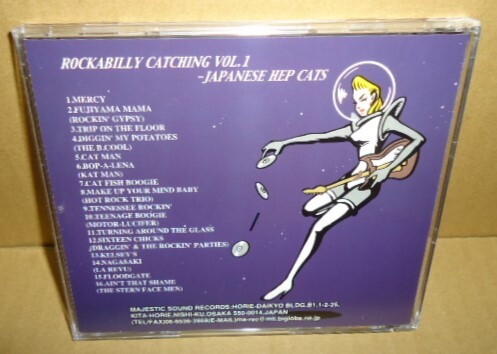 ROCKABILLY CATCHING VOL.1
~JAPANESE HEP CATS
1.MERCY
2.FUJIYAMA MAMA
(ROCKIN' GYPSY)
3.TRIP ON THE FLOOR
4.DIGGIN' MY POTATOES
(THE B.COOL)
5.CAT MAN
6.BOP-A-LENA
(KAT MAN)
7.CAT FISH BOOGIE
8.MAKE UP YOUR MIND BABY
(HOT ROCK TRIO)
9.TENNESSEE ROCKIN'
10.TEENAGE BOOGIE
(MOTOR-LUCIFER)
11.TURNING AROUND THE GLASS
12.SIXTEEN CHICKS
(DRAGGIN & THE ROCKIN' PARTIES)
13.KELSEY'S
14.NAGASAKI
(LA REVU)
15.FLOODGATE
16.AIN'T THAT SHAME
(THE STERN FACE MEN)
MAJESTIC SOUND RECORDS:HORIE-DAIKYO BLDG,B1,1-2-25,
KITA-HORIE,NISHI-KU,OSAKA 550-0014,JAPAN